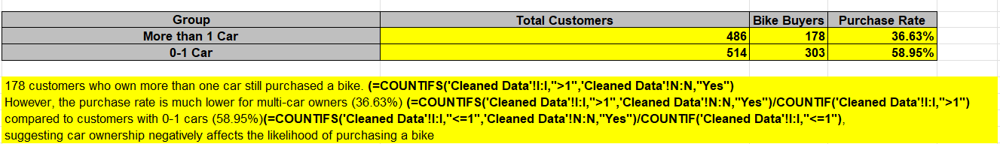 Group Total Customers Bike Buyers Purchase Rate
More than 1 Car 486 178 36.63%
0-1 Car 514 303 58.95%
178 customers who own more than one car still purchased a bike. (=COUNTIFS('Cleaned Data'!I:I,">1",'Cleaned Data'!N:N,"Yes")
However, the purchase rate is much lower for multi-car owners (36.63%) (=COUNTIFS('Cleaned Data'!I:I,">1",'Cleaned Data'!N:N,"Yes")/COUNTIF('Cleaned Data'!I:I,">1")
compared to customers with 0-1 cars (58.95%)(=COUNTIFS('Cleaned Data'!I:I,"<=1",'Cleaned Data'!N:N,"Yes")/COUNTIF('Cleaned Data'!I:I,"<=1"),
suggesting car ownership negatively affects the likelihood of purchasing a bike